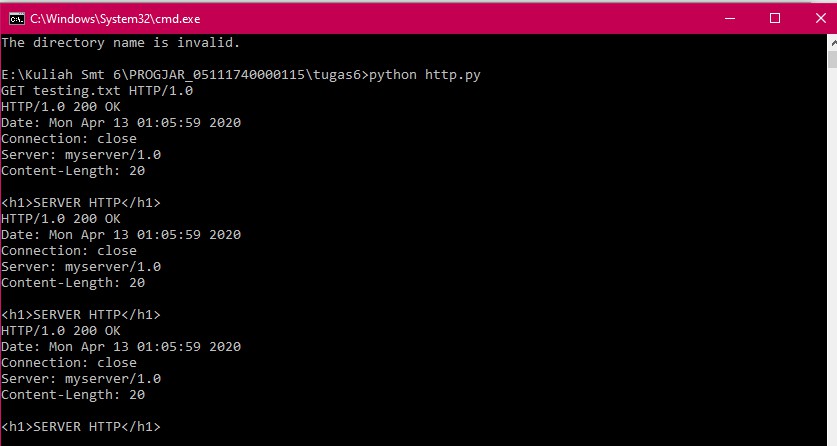 C:\Windows\System32\cmd.exe
The directory name is invalid.
E:\Kuliah Smt 6\PROGJAR_05111740000115\tugas6>python http.py
GET testing.txt HTTP/1.0
HTTP/1.0 200 OK
Date: Mon Apr 13 01:05:59 2020
Connection: close
Server: myserver/1.0
Content-Length: 20
<h1>SERVER HTTP</h1>
HTTP/1.0 200 OK
Date: Mon Apr 13 01:05:59 2020
Connection: close
Server: myserver/1.0
Content-Length: 20
<h1>SERVER HTTP</h1>
HTTP/1.0 200 OK
Date: Mon Apr 13 01:05:59 2020
Connection: close
Server: myserver/1.0
Content-Length: 20
<h1>SERVER HTTP</h1>